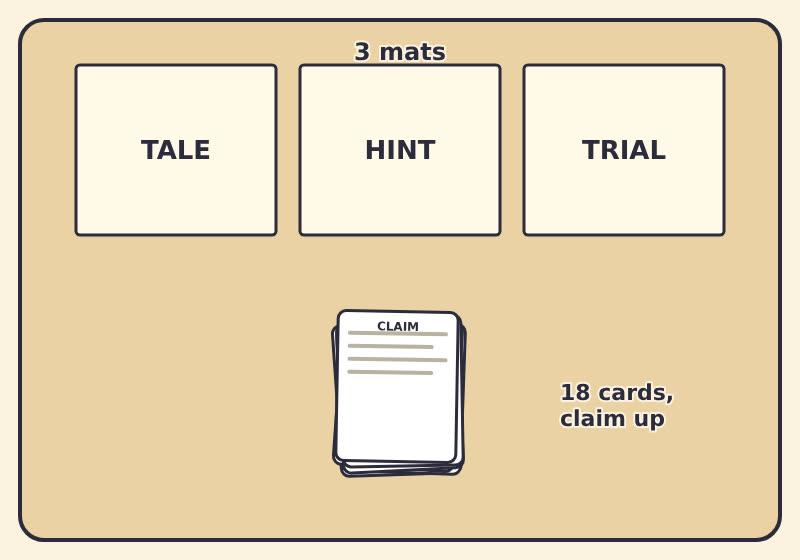 3 mats
TALE
HINT
TRIAL
CLAIM
18 cards,
claim up